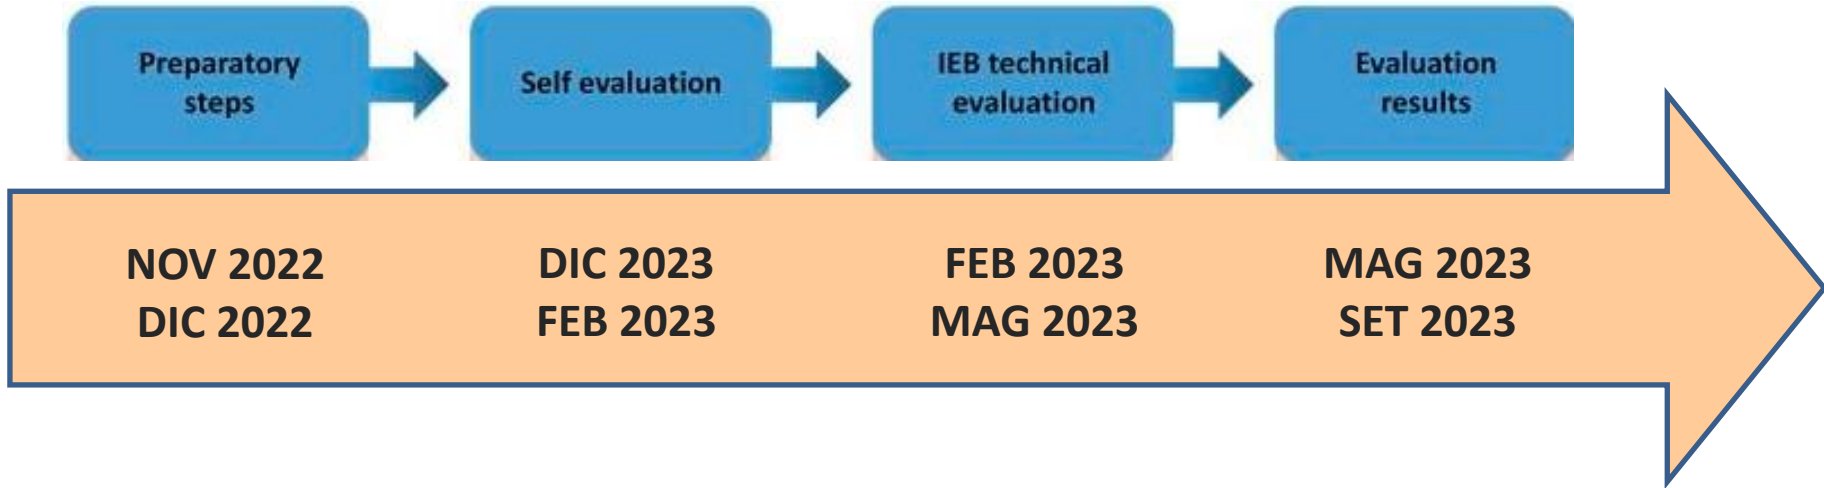 Preparatory
steps
Self evaluation
IEB technical
evaluation
Evaluation
results
NOV 2022
DIC 2022
DIC 2023
FEB 2023
FEB 2023
MAG 2023
MAG 2023
SET 2023